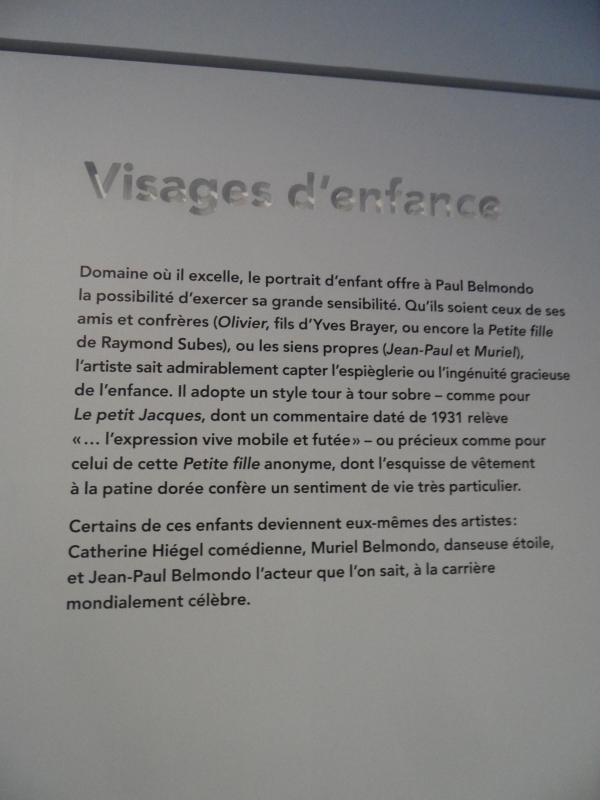 Visages d'enfance
Domaine où il excelle, le portrait d'enfant offre à Paul Belmondo
la possibilité d'exercer sa grande sensibilité. Qu'ils soient ceux de ses
amis et confrères (Olivier, fils d'Yves Brayer, ou encore la Petite fille
de Raymond Subes), ou les siens propres (Jean-Paul et Muriel),
l'artiste sait admirablement capter l'espièglerie ou l'ingénuité gracieuse
de l'enfance. Il adopte un style tour à tour sobre – comme pour
Le petit Jacques, dont un commentaire daté de 1931 relève
« … l'expression vive mobile et futée » – ou précieux comme pour
celui de cette Petite fille anonyme, dont l'esquisse de vêtement
à la patine dorée confère un sentiment de vie très particulier.
Certains de ces enfants deviennent eux-mêmes des artistes :
Catherine Hiégel comédienne, Muriel Belmondo, danseuse étoile,
et Jean-Paul Belmondo l'acteur que l'on sait, à la carrière
mondialement célèbre.